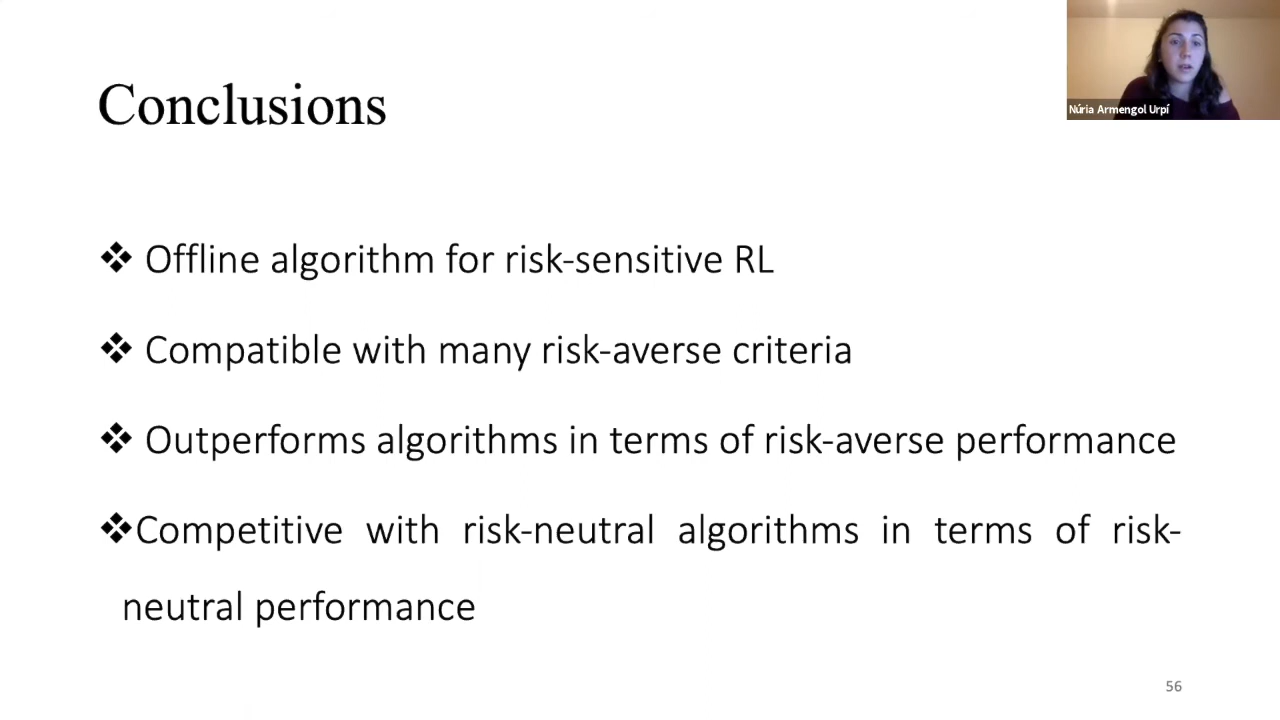 Conclusions
Núria Armengol Urpí
❖ Offline algorithm for risk-sensitive RL
❖ Compatible with many risk-averse criteria
❖ Outperforms algorithms in terms of risk-averse performance
❖Competitive with risk-neutral algorithms in terms of risk-
neutral performance
56